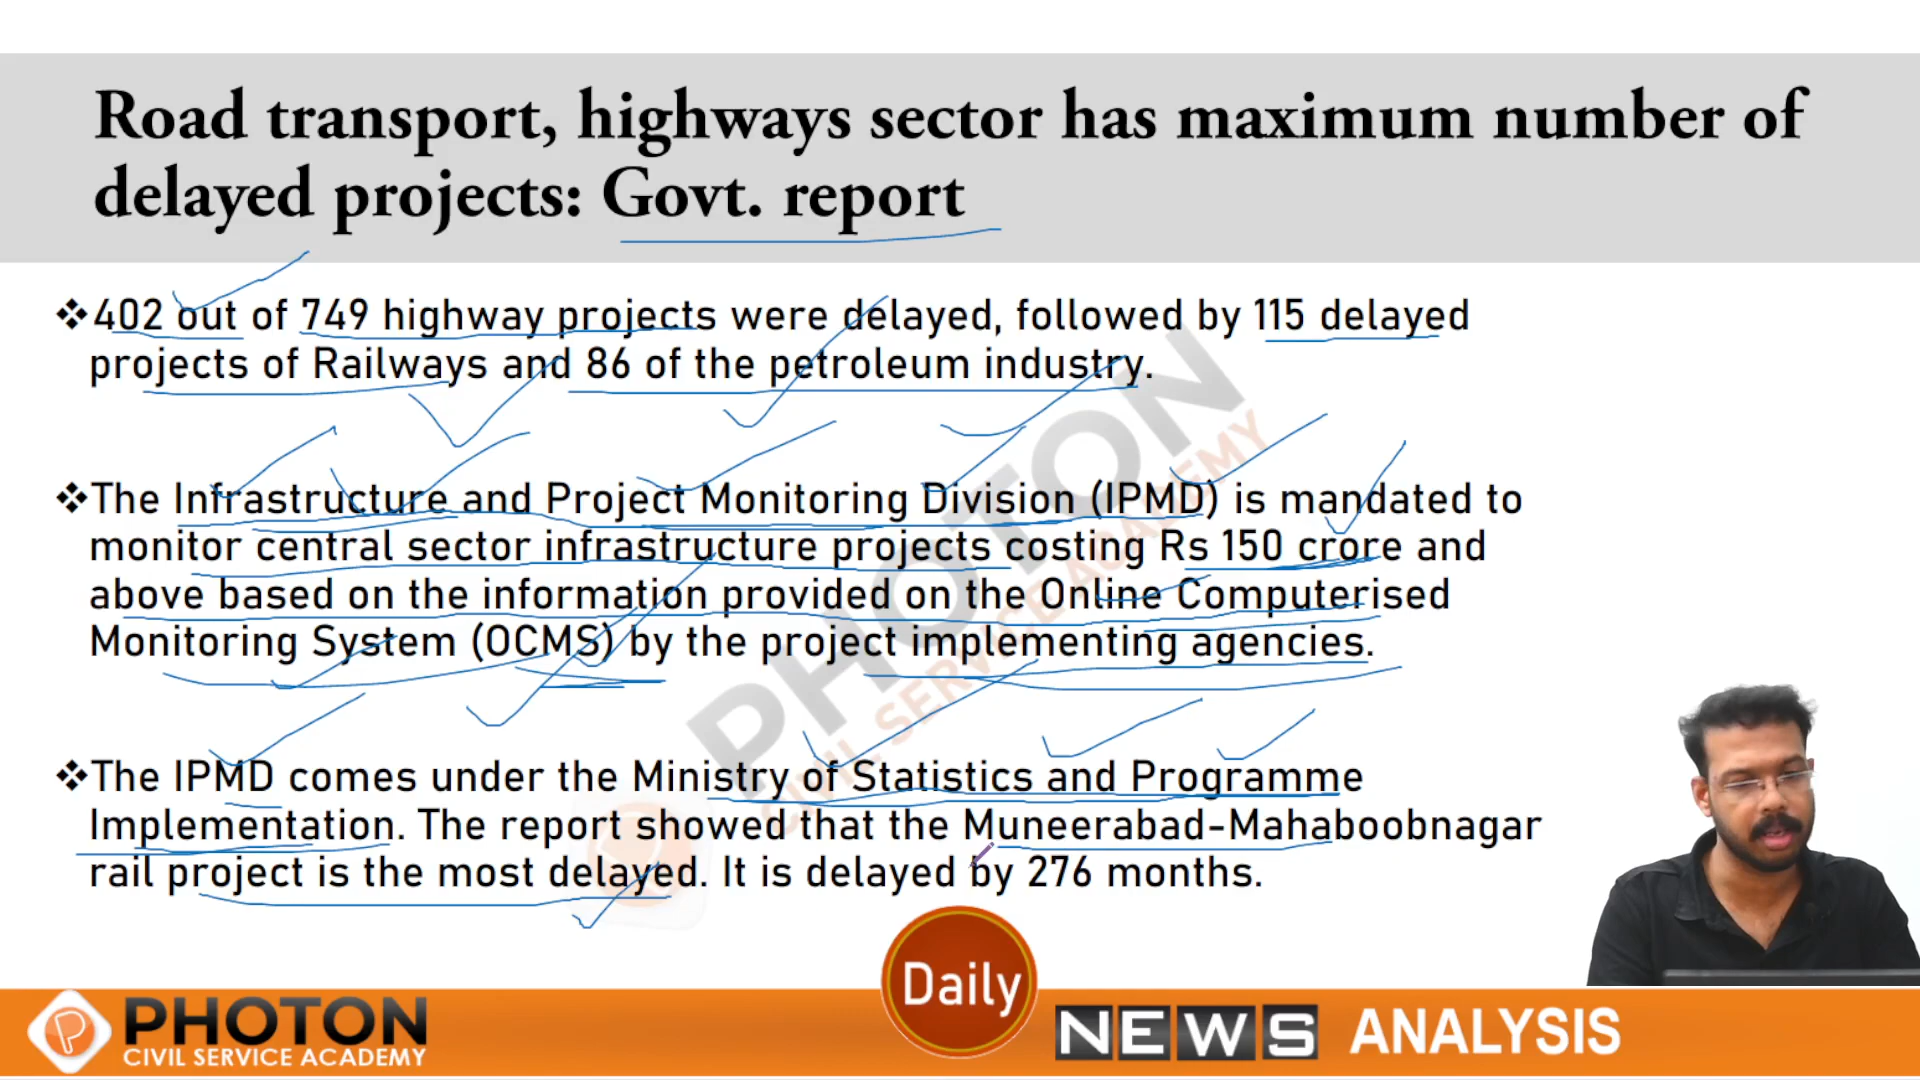 Road transport, highways sector has maximum number of
delayed projects: Govt. report
❖402 out of 749 highway projects were delayed, followed by 115 delayed
projects of Railways and 86 of the petroleum industry.
❖The Infrastructure and Project Monitoring Division (IPMD) is mandated to
monitor central sector infrastructure projects costing Rs 150 crore and
above based on the information provided on the Online Computerised
Monitoring System (OCMS) by the project implementing agencies.
❖The IPMD comes under the Ministry of Statistics and Programme
Implementation. The report showed that the Muneerabad-Mahaboobnagar
rail project is the most delayed. It is delayed by 276 months.
PHOTON
CIVIL SERVICE ACADEMY
PHOTON
CIVIL SERVICE ACADEMY
Daily
NEWS ANALYSIS